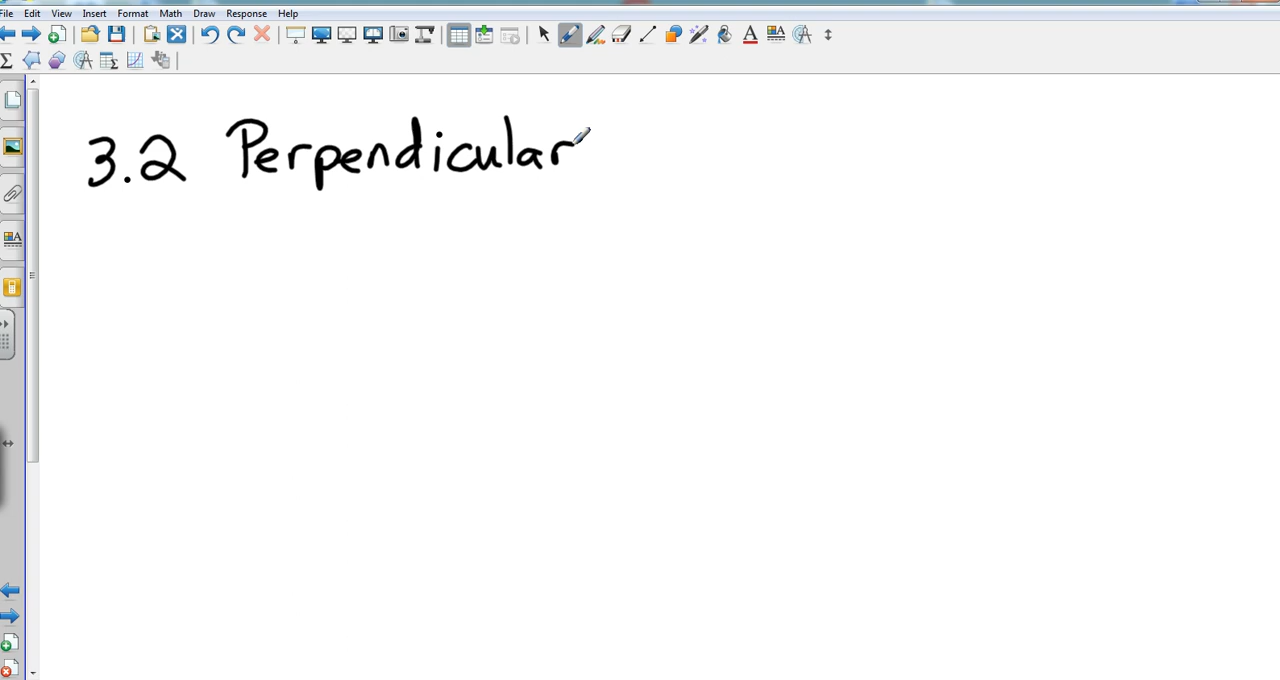 File Edit View Insert Format Math Draw Response Help
3.2 Perpendicular